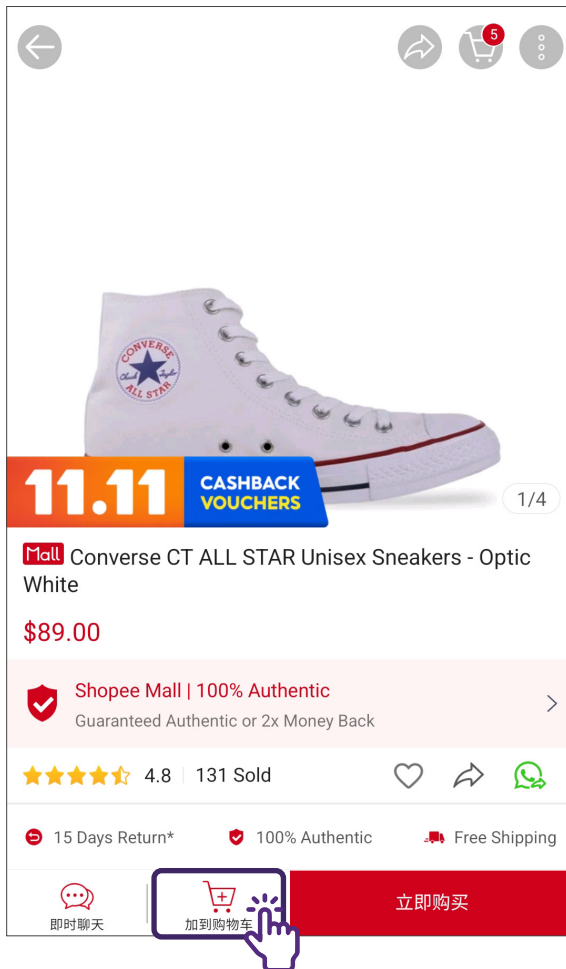 5
CONVERSE
Chuck Taylor
ALL STAR
11.11
CASHBACK
VOUCHERS
1/4
Mall Converse CT ALL STAR Unisex Sneakers - Optic
White
$89.00
Shopee Mall | 100% Authentic
Guaranteed Authentic or 2x Money Back
4.8 131 Sold
15 Days Return* 100% Authentic Free Shipping
即时聊天 加到购物车 立即购买